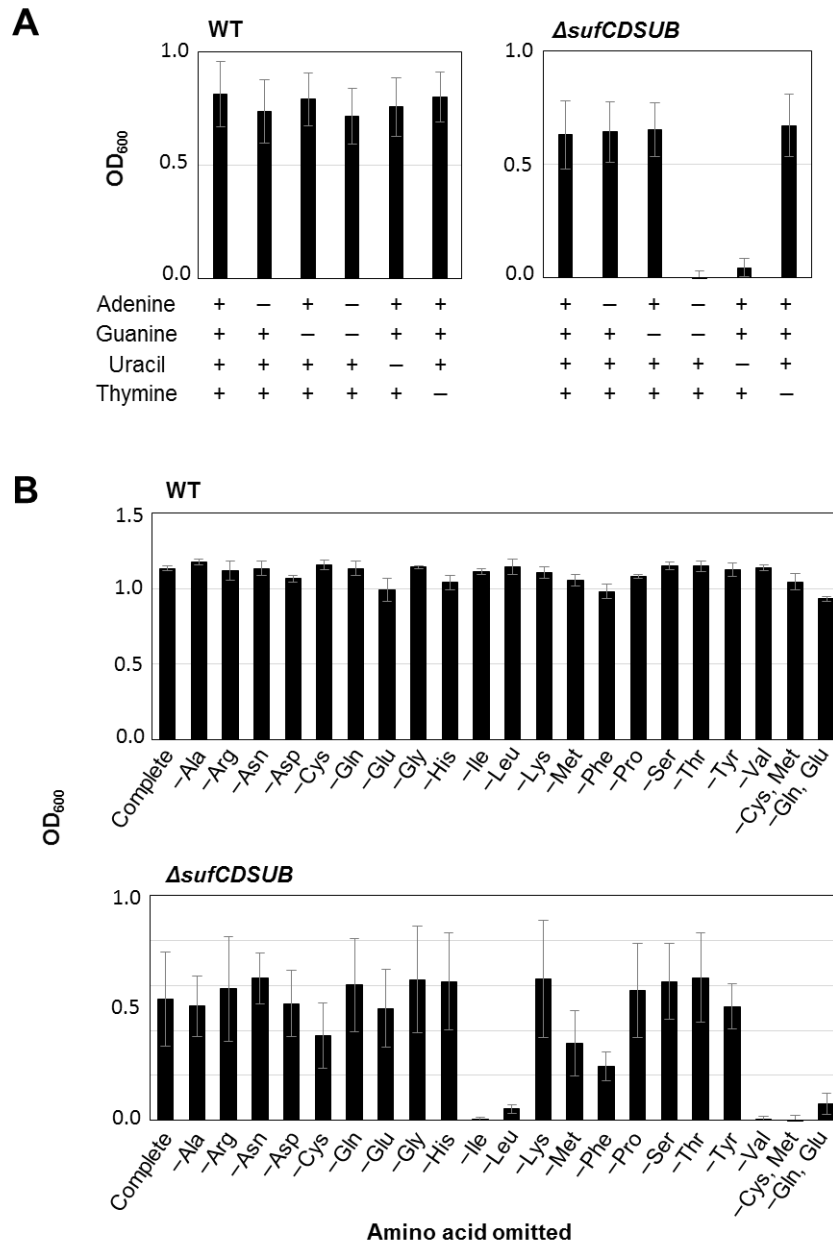 A
WT
ΔsufCDSUB
1.0
0.5
0.0
OD600
1.0
0.5
0.0
Adenine + – + – + + + – + – + +
Guanine + + – – + + + + – – + +
Uracil + + + + – + + + + + – +
Thymine + + + + + – + + + + + –
B
WT
1.5
1.0
0.5
0.0
Complete –Ala –Arg –Asn –Asp –Cys –Gln –Glu –Gly –His –Ile –Leu –Lys –Met –Phe –Pro –Ser –Thr –Tyr –Val –Cys, Met –Gln, Glu
OD600
ΔsufCDSUB
1.0
0.5
0.0
Complete –Ala –Arg –Asn –Asp –Cys –Gln –Glu –Gly –His –Ile –Leu –Lys –Met –Phe –Pro –Ser –Thr –Tyr –Val –Cys, Met –Gln, Glu
Amino acid omitted